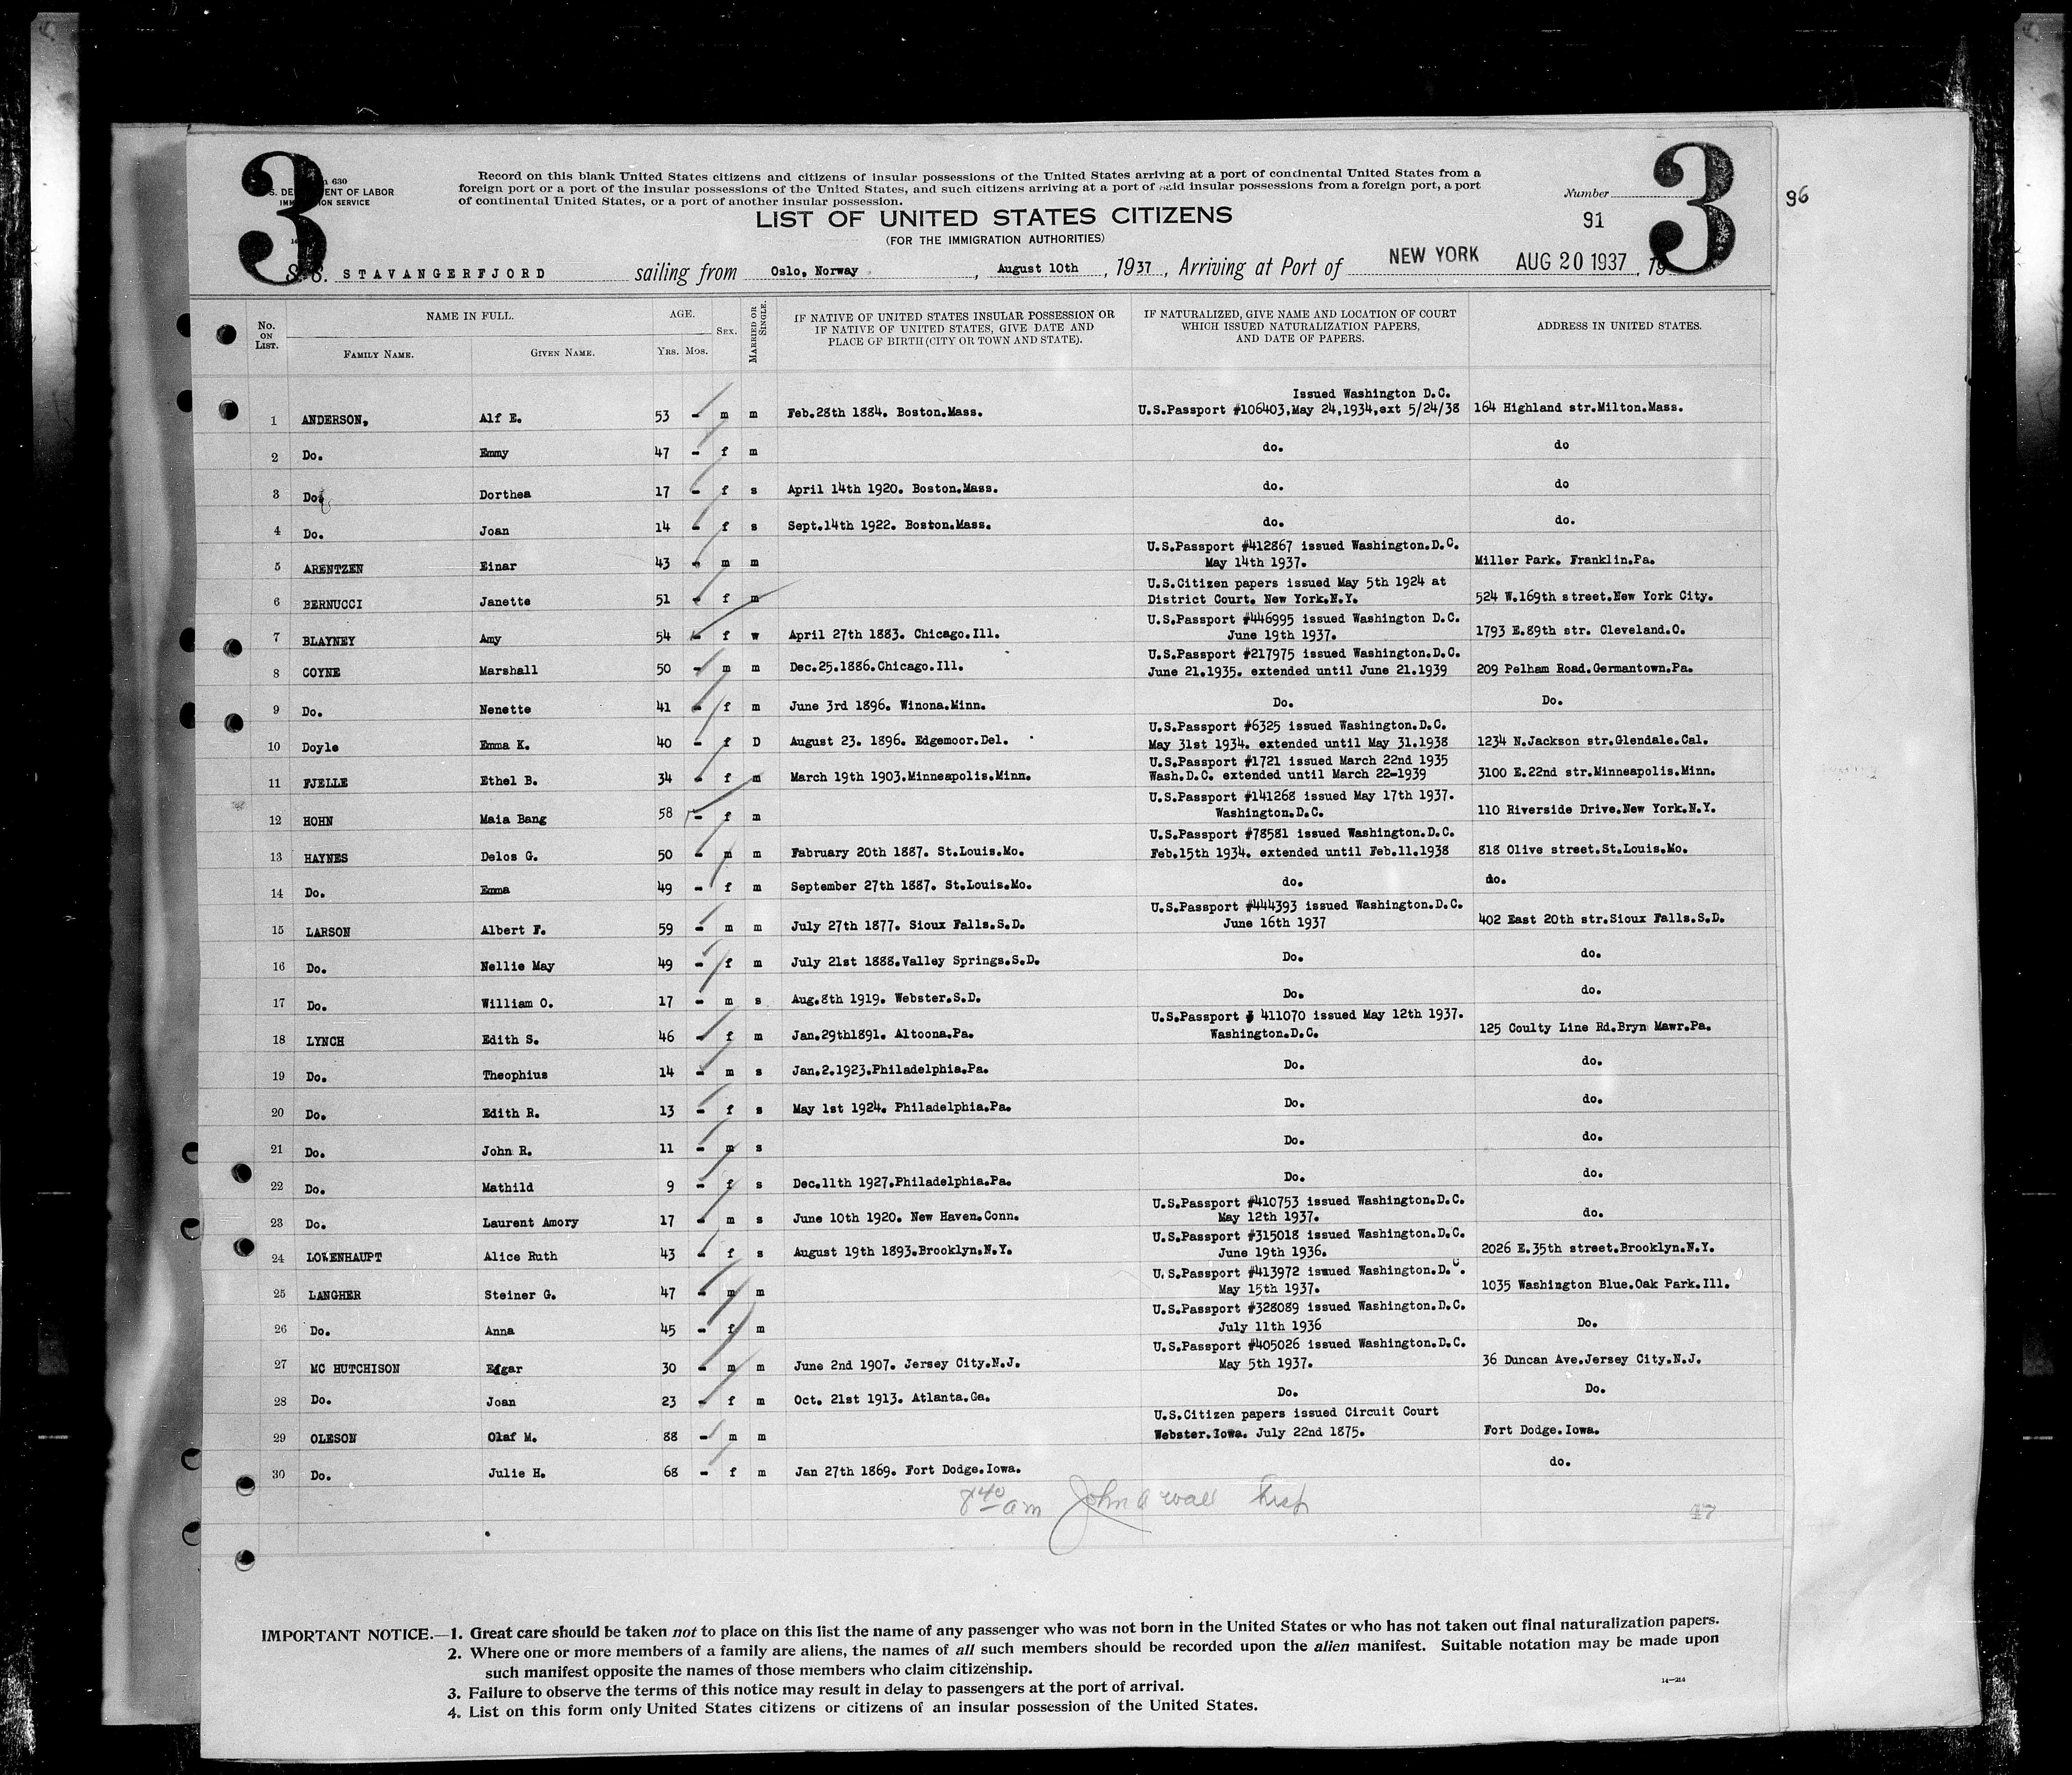 3
3
630
S. DE ENT OF LABOR
IMM ION SERVICE
Record on this blank United States citizens and citizens of insular possessions of the United States arriving at a port of continental United States from a
foreign port or a port of the insular possessions of the United States, and such citizens arriving at a port of said insular possessions from a foreign port, a port
of continental United States, or a port of another insular possession.
Number
96
91
LIST OF UNITED STATES CITIZENS
(FOR THE IMMIGRATION AUTHORITIES)
S. S. STAVANGERFJORD sailing from Oslo, Norway, August 10th, 1937, Arriving at Port of NEW YORK AUG 20 1937, 19
No. ON LIST.
NAME IN FULL.
FAMILY NAME. GIVEN NAME.
AGE.
YRS. MOS.
SEX.
MARRIED OR SINGLE.
IF NATIVE OF UNITED STATES INSULAR POSSESSION OR
IF NATIVE OF UNITED STATES, GIVE DATE AND
PLACE OF BIRTH (CITY OR TOWN AND STATE).
IF NATURALIZED, GIVE NAME AND LOCATION OF COURT
WHICH ISSUED NATURALIZATION PAPERS,
AND DATE OF PAPERS.
ADDRESS IN UNITED STATES.
Issued Washington D.C.
1 ANDERSON, Alf E. 53 - m m Feb.28th 1884. Boston.Mass. U.S.Passport #106403,May 24,1934,ext 5/24/38 164 Highland str.Milton.Mass.
2 Do. Emmy 47 - f m do. do
3 Do. Dorthea 17 - f s April 14th 1920. Boston.Mass. do. do
4 Do. Joan 14 - f s Sept.14th 1922. Boston.Mass. do. do.
U.S.Passport #412867 issued Washington.D.C.
5 ARENTZEN Einar 43 - m m May 14th 1937. Miller Park. Franklin.Pa.
U.S.Citizen papers issued May 5th 1924 at
6 BERNUCCI Janette 51 - f m District Court. New York.N.Y. 524 W.169th street.New York City.
U.S.Passport #446995 issued Washington D.C.
7 BLAYNEY Amy 54 - f w April 27th 1883. Chicago.Ill. June 19th 1937. 1793 E.89th str. Cleveland.O.
U.S.Passport #217975 issued Washington.D.C.
8 COYNE Marshall 50 - m m Dec.25.1886.Chicago.Ill. June 21.1935. extended until June 21.1939 209 Pelham Road.Germantown.Pa.
9 Do. Nenette 41 - f m June 3rd 1896. Winona.Minn. Do. Do.
U.S.Passport #6325 issued Washington.D.C.
10 Doyle Emma K. 40 - f D August 23. 1896. Edgemoor.Del. May 31st 1934. extended until May 31.1938 1234 N.Jackson str.Glendale.Cal.
U.S.Passport #1721 issued March 22nd 1935
11 FJELLE Ethel B. 34 - f m March 19th 1903.Minneapolis.Minn. Wash.D.C. extended until March 22-1939 3100 E.22nd str.Minneapolis.Minn.
U.S.Passport #141268 issued May 17th 1937.
12 HOHN Maia Bang 58 - f m Washington.D.C. 110 Riverside Drive.New York.N.Y.
U.S.Passport #78581 issued Washington.D.C.
13 HAYNES Delos G. 50 - m m Fabruary 20th 1887. St.Louis.Mo. Feb.15th 1934. extended until Feb.11.1938 818 Olive street.St.Louis.Mo.
14 Do. Emma 49 - f m September 27th 1887. St.Louis.Mo. do. do.
U.S.Passport #444393 issued Washington.D.C.
15 LARSON Albert F. 59 - m m July 27th 1877. Sioux Falls.S.D. June 16th 1937 402 East 20th str.Sioux Falls.S.D.
16 Do. Nellie May 49 - f m July 21st 1888.Valley Springs.S.D. Do. do.
17 Do. William O. 17 - m s Aug.8th 1919. Webster.S.D. Do. do.
U.S.Passport # 411070 issued May 12th 1937.
18 LYNCH Edith S. 46 - f m Jan.29th1891. Altoona.Pa. Washington.D.C. 125 Coulty Line Rd.Bryn Mawr.Pa.
19 Do. Theophius 14 - m s Jan.2.1923.Philadelphia.Pa. Do. do.
20 Do. Edith R. 13 - f s May 1st 1924. Philadelphia.Pa. Do. do.
21 Do. John R. 11 - m s Do. do.
22 Do. Mathild 9 - f s Dec.11th 1927.Philadelphia.Pa. Do. do.
U.S.Passport #410753 issued Washington.D.C.
23 Do. Laurent Amory 17 - m s June 10th 1920. New Haven.Conn. May 12th 1937. do.
U.S.Passport #315018 issued Washington.D.C.
24 LOWENHAUPT Alice Ruth 43 - f s August 19th 1893.Brooklyn.N.Y. June 19th 1936. 2026 E.35th street.Brooklyn.N.Y.
U.S.Passport #413972 issued Washington.D.C.
25 LANGHER Steiner G. 47 - m m May 15th 1937. 1035 Washington Blue.Oak Park.Ill.
U.S.Passport #328089 issued Washington.D.C.
26 Do. Anna 45 - f m July 11th 1936 Do.
U.S.Passport #405026 issued Washington.D.C.
27 MC HUTCHISON Edgar 30 - m m June 2nd 1907. Jersey City.N.J. May 5th 1937. 36 Duncan Ave.Jersey City.N.J.
28 Do. Joan 23 - f m Oct. 21st 1913. Atlanta.Ga. Do. Do.
U.S.Citizen papers issued Circuit Court
29 OLESON Olaf M. 88 - m m Webster.Iowa. July 22nd 1875. Fort Dodge.Iowa.
30 Do. Julie H. 68 - f m Jan 27th 1869. Fort Dodge.Iowa. do.
8 40 am John
IMPORTANT NOTICE.—1. Great care should be taken not to place on this list the name of any passenger who was not born in the United States or who has not taken out final naturalization papers.
2. Where one or more members of a family are aliens, the names of all such members should be recorded upon the alien manifest. Suitable notation may be made upon
such manifest opposite the names of those members who claim citizenship.
3. Failure to observe the terms of this notice may result in delay to passengers at the port of arrival.
4. List on this form only United States citizens or citizens of an insular possession of the United States.
14—214